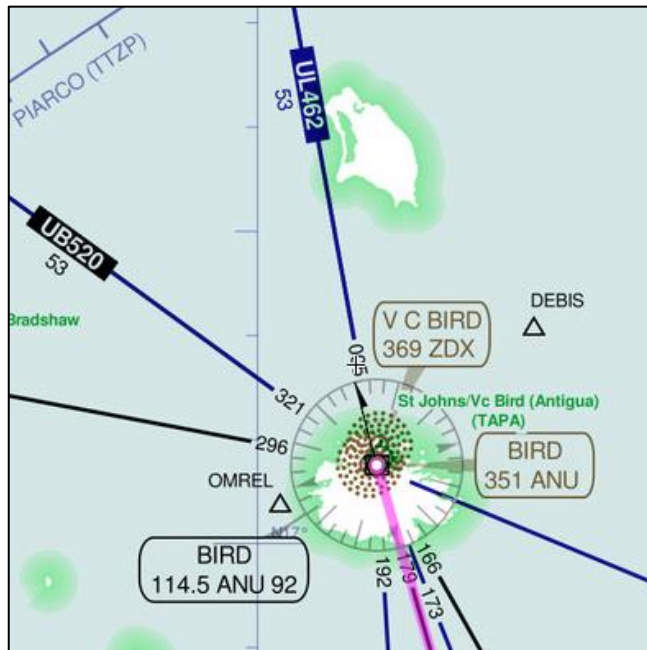 PIARCO (TTZP)
UL462
53
UB520
53
Bradshaw
DEBIS
V C BIRD
369 ZDX
321
St Johns/Vc Bird (Antigua)
(TAPA)
296
BIRD
351 ANU
OMREL
N17°
BIRD
114.5 ANU 92
192
179
166
173